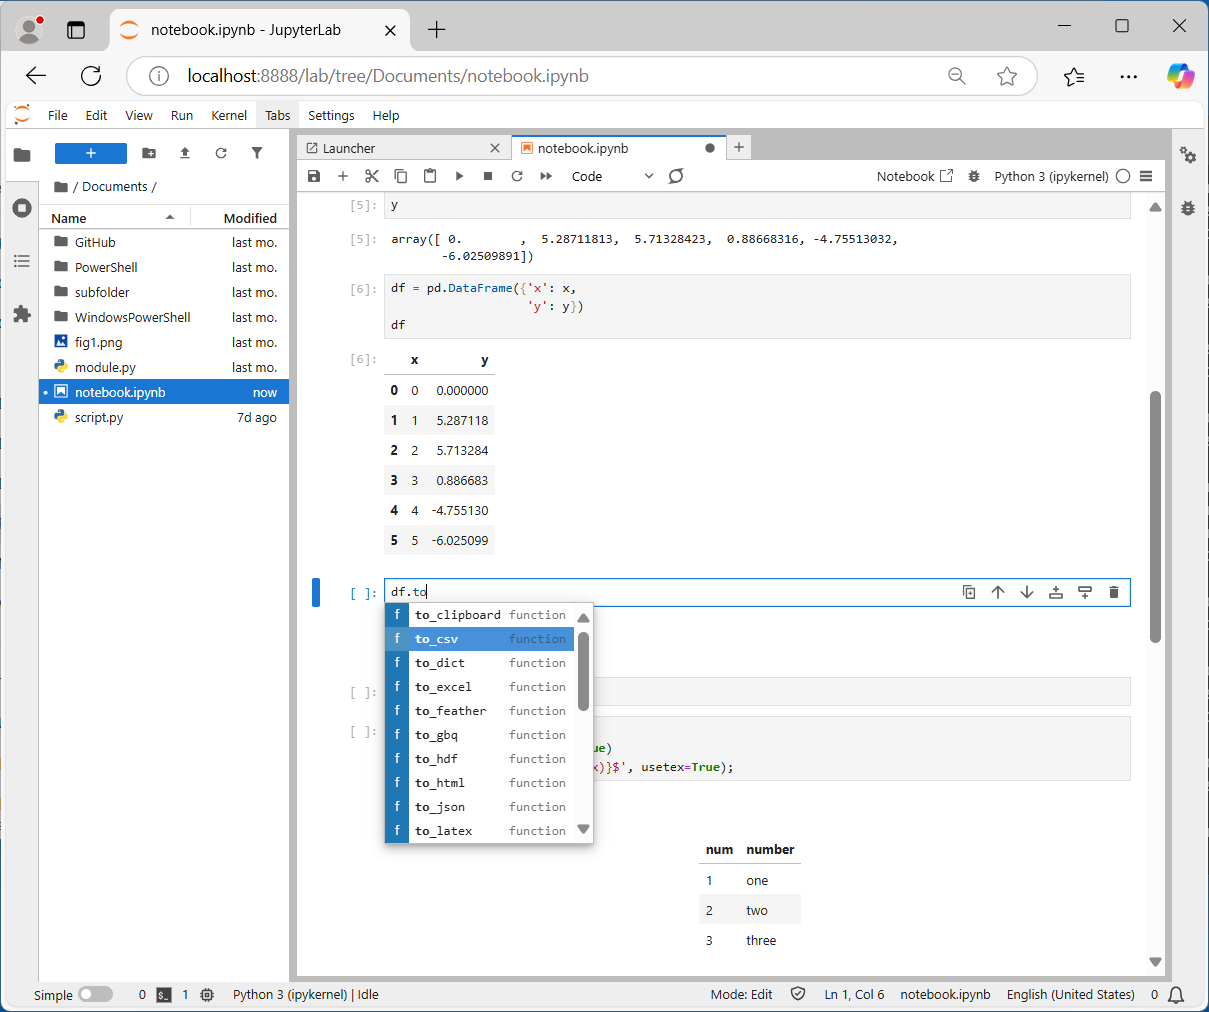 notebook.ipynb - JupyterLab
localhost:8888/lab/tree/Documents/notebook.ipynb
File Edit View Run Kernel Tabs Settings Help
+
/ Documents /
Name Modified
GitHub last mo.
PowerShell last mo.
subfolder last mo.
WindowsPowerShell last mo.
fig1.png last mo.
module.py last mo.
notebook.ipynb now
script.py 7d ago
Launcher
notebook.ipynb
Code
Notebook
Python 3 (ipykernel)
[5]: y
[5]: array([ 0.        ,  5.28711813,  5.71328423,  0.88668316, -4.75513032,
-6.02509891])
[6]: df = pd.DataFrame({'x': x,
'y': y})
df
[6]: x y
0 0 0.000000
1 1 5.287118
2 2 5.713284
3 3 0.886683
4 4 -4.755130
5 5 -6.025099
[ ]: df.to
f to_clipboard function
f to_csv function
f to_dict function
f to_excel function
f to_feather function
f to_gbq function
f to_hdf function
f to_html function
f to_json function
f to_latex function
[ ]:
[ ]:
ue)
x)}$', usetex=True);
num number
1 one
2 two
3 three
Simple 0 $_ 1 Python 3 (ipykernel) | Idle
Mode: Edit Ln 1, Col 6 notebook.ipynb English (United States) 0